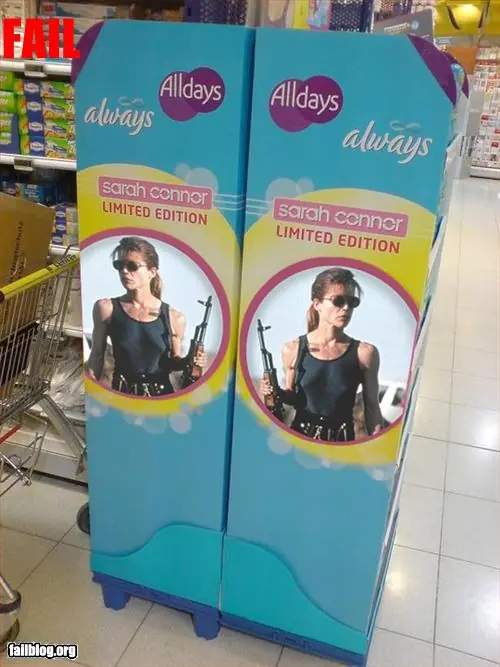 FAIL
Alldays
always
sarah connor
LIMITED EDITION
Alldays
always
sarah connor
LIMITED EDITION
failblog.org